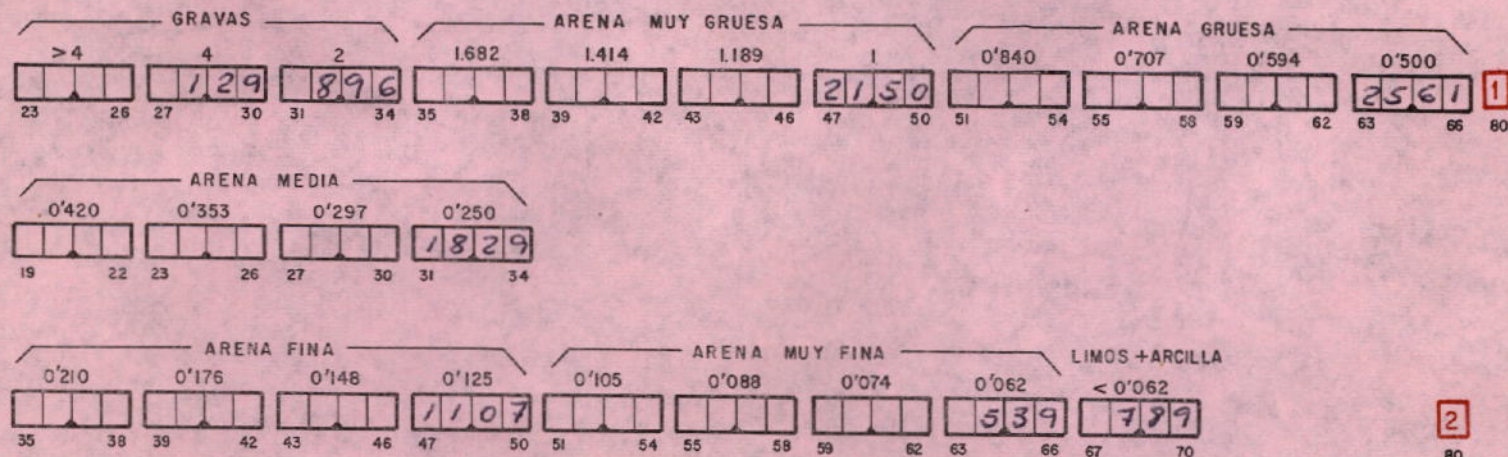 GRAVAS ARENA MUY GRUESA ARENA GRUESA
>4 4 2 1.682 1.414 1.189 1 0'840 0'707 0'594 0'500
129 896 2150 2561 1
23 26 27 30 31 34 35 38 39 42 43 46 47 50 51 54 55 58 59 62 63 66 80
ARENA MEDIA
0'420 0'353 0'297 0'250
1829
19 22 23 26 27 30 31 34
ARENA FINA ARENA MUY FINA LIMOS +ARCILLA
0'210 0'176 0'148 0'125 0'105 0'088 0'074 0'062 <0'062
1107 539 789 2
35 38 39 42 43 46 47 50 51 54 55 58 59 62 63 66 67 70 80